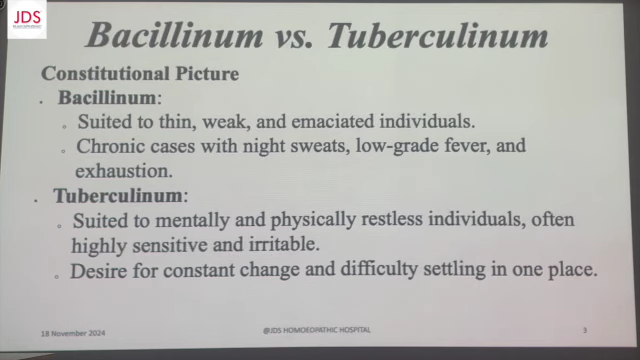 JDS
Bacillinum vs. Tuberculinum
Constitutional Picture
. Bacillinum:
o Suited to thin, weak, and emaciated individuals.
o Chronic cases with night sweats, low-grade fever, and
exhaustion.
. Tuberculinum:
o Suited to mentally and physically restless individuals, often
highly sensitive and irritable.
o Desire for constant change and difficulty settling in one place.
18 November 2024
@JDS HOMOEOPATHIC HOSPITAL
3